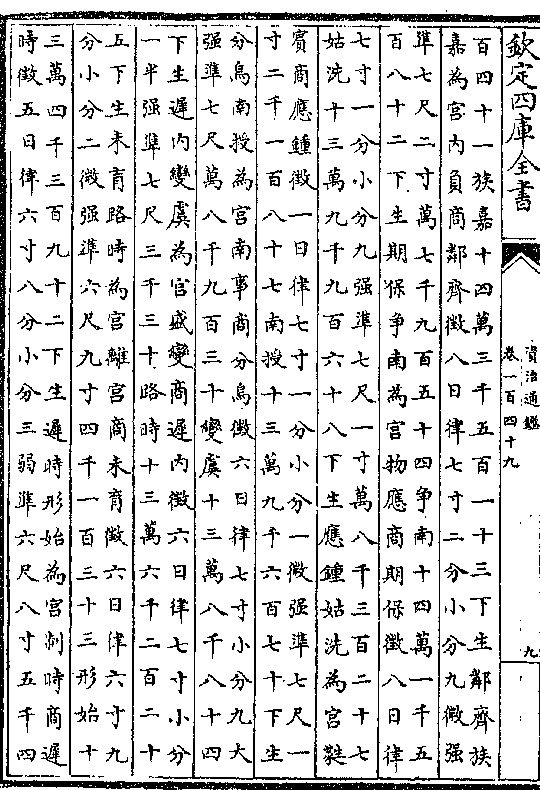 欽定四庫全書
資治通鑑
卷一百四十九
九
百四十一族嘉十四萬三千五百一十三下生鄰齊族
嘉為宮内負商鄰齊徵八日律七寸二分小分九微强
準七尺二寸萬七千九百五十四争南十四萬一千五
百八十二下生期保争南為宮物應商期保徵八日律
七寸一分小分九强準七尺一寸萬八千三百二十七
姑洗十三萬九千九百六十八下生應鍾姑洗為宮蕤
賓商應鍾徵一日律七寸一分小分一微强準七尺一
寸二千一百八十七南授十三萬九千六百七十下生
分烏南授為宮南事商分烏徵六日律七寸小分九大
强準七尺萬八千九百三十變虞十三萬八千八十四
下生遲内變虞為宮盛變商遲内徵六日律七寸小分
一半强準七尺三千三十路時十三萬六千二百二十
五下生未育路時為宮離宮商未育徵六日律六寸九
分小分二微强準六尺九寸四千一百三十三形始十
三萬四千三百九十二下生遲時形始為宮制時商遲
時徵五日律六寸八分小分三弱準六尺八寸五千四